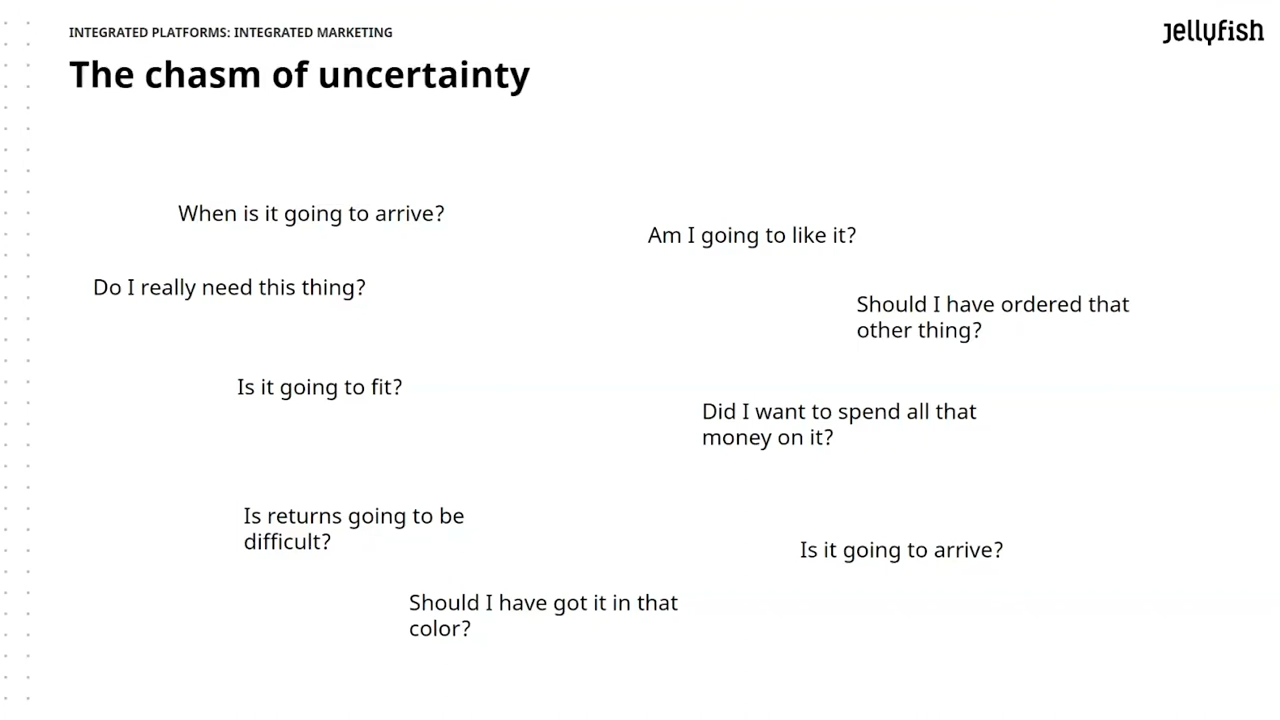 INTEGRATED PLATFORMS: INTEGRATED MARKETING
jellyfish
The chasm of uncertainty
When is it going to arrive?
Am I going to like it?
Do I really need this thing?
Should I have ordered that
other thing?
Is it going to fit?
Did I want to spend all that
money on it?
Is returns going to be
difficult?
Is it going to arrive?
Should I have got it in that
color?